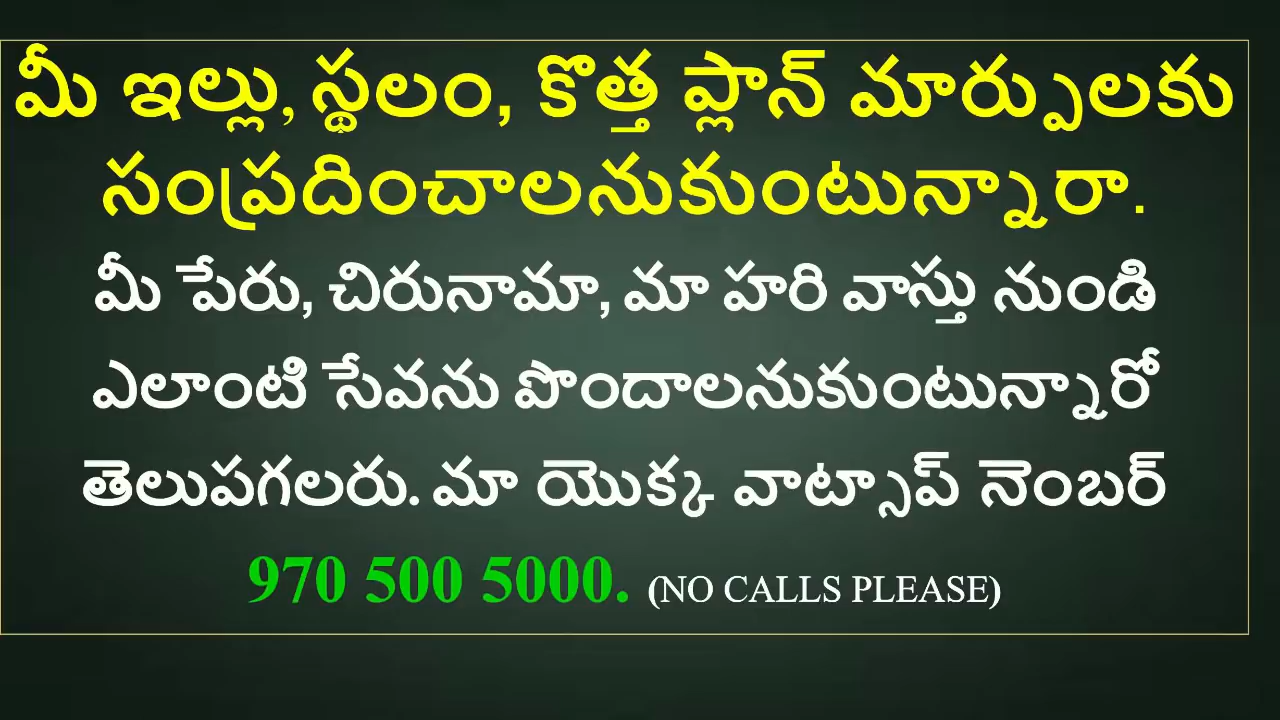 మీ ఇల్లు, స్థలం, కొత్త ప్లాన్ మార్పులకు
సంప్రదించాలనుకుంటున్నారా.
మీ పేరు, చిరునామా, మా హరి వాస్తు నుండి
ఎలాంటి సేవను పొందాలనుకుంటున్నారో
తెలుపగలరు. మా యొక్క వాట్సాప్ నెంబర్
970 500 5000. (NO CALLS PLEASE)